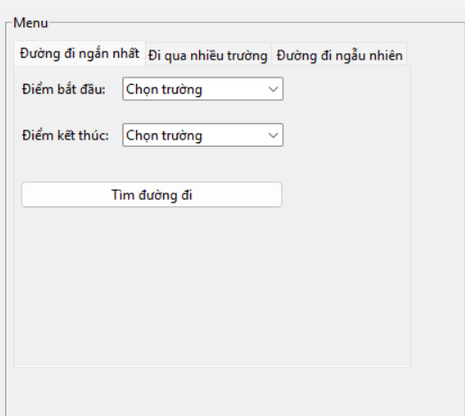 Menu
Đường đi ngắn nhất Đi qua nhiều trường Đường đi ngẫu nhiên
Điểm bắt đầu: Chọn trường
Điểm kết thúc: Chọn trường
Tìm đường đi